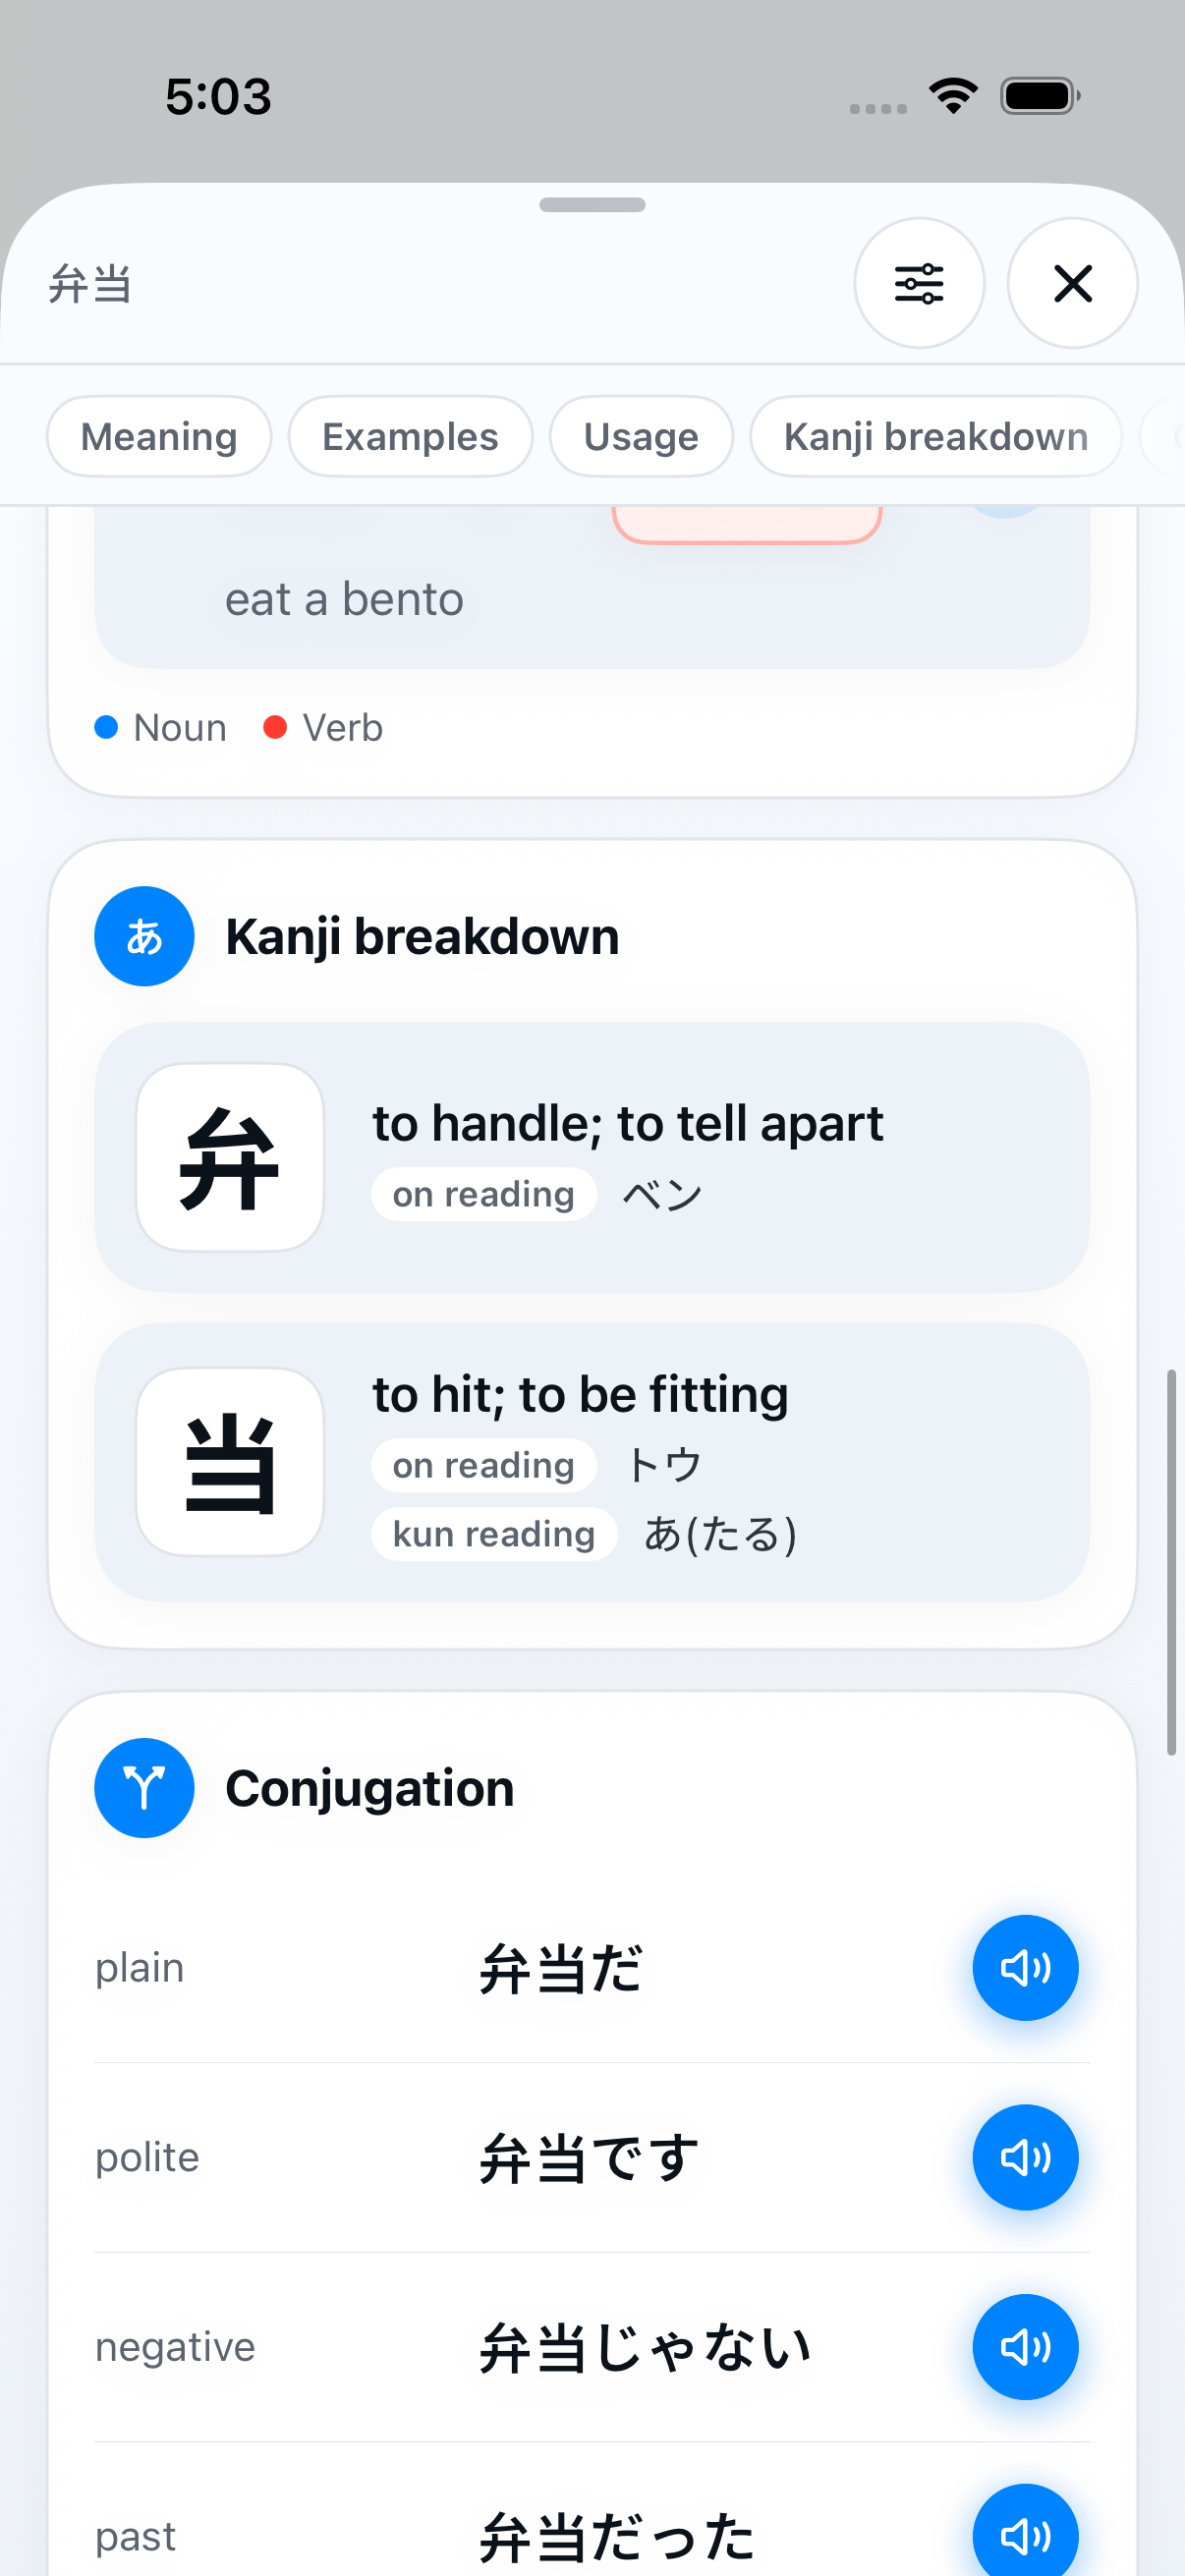 5:03
弁当
Meaning Examples Usage Kanji breakdown
eat a bento
Noun Verb
あ Kanji breakdown
弁
to handle; to tell apart
on reading ベン
当
to hit; to be fitting
on reading トウ
kun reading あ(たる)
Conjugation
plain 弁当だ
polite 弁当です
negative 弁当じゃない
past 弁当だった